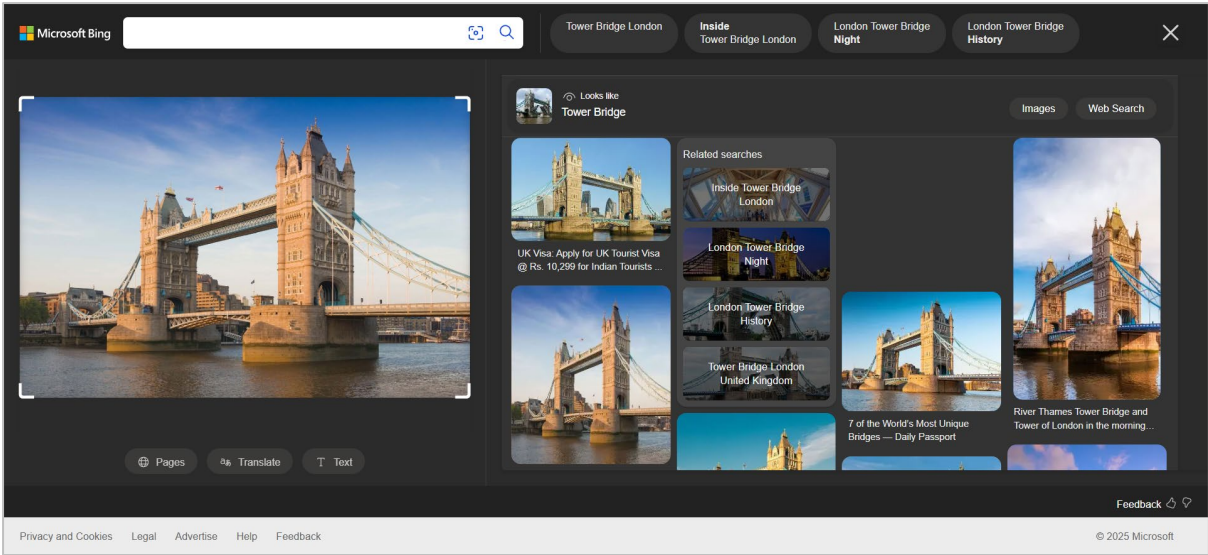 Microsoft Bing
Tower Bridge London
Inside
Tower Bridge London
London Tower Bridge
Night
London Tower Bridge
History
Looks like
Tower Bridge
Images
Web Search
UK Visa: Apply for UK Tourist Visa
@ Rs. 10,299 for Indian Tourists ...
Related searches
Inside Tower Bridge
London
London Tower Bridge
Night
London Tower Bridge
History
Tower Bridge London
United Kingdom
7 of the World's Most Unique
Bridges — Daily Passport
River Thames Tower Bridge and
Tower of London in the morning...
Pages
Translate
T Text
Feedback
Privacy and Cookies
Legal
Advertise
Help
Feedback
© 2025 Microsoft